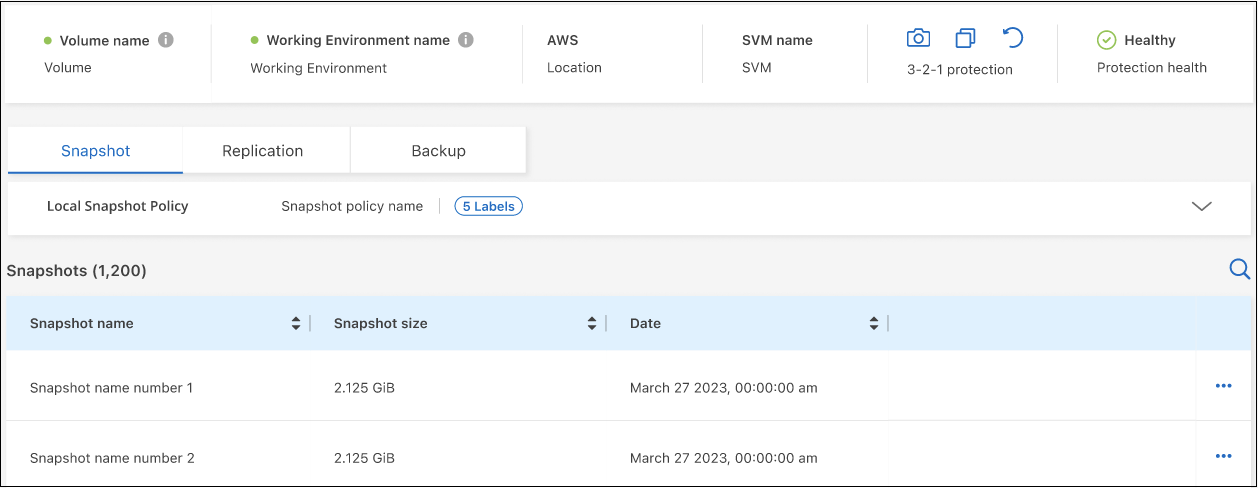 Volume name
Volume
Working Environment name
Working Environment
AWS
Location
SVM name
SVM
3-2-1 protection
Healthy
Protection health
Snapshot Replication Backup
Local Snapshot Policy Snapshot policy name 5 Labels
Snapshots (1,200)
Snapshot name Snapshot size Date
Snapshot name number 1 2.125 GiB March 27 2023, 00:00:00 am
Snapshot name number 2 2.125 GiB March 27 2023, 00:00:00 am